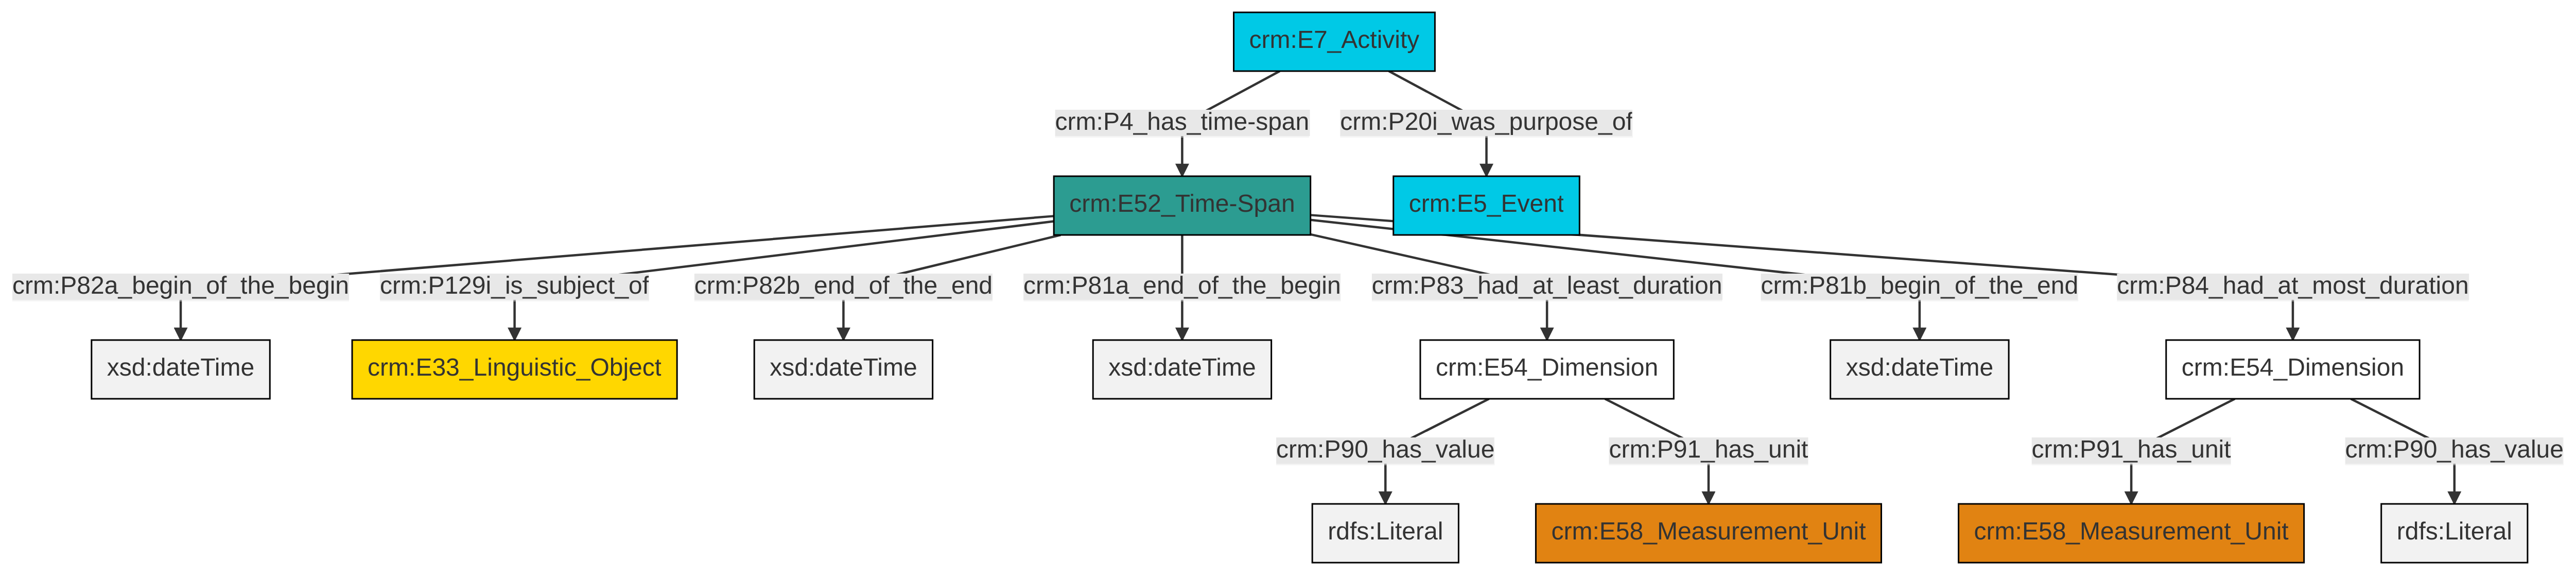 crm:E7_Activity
crm:P4_has_time-span
crm:P20i_was_purpose_of
crm:E52_Time-Span
crm:E5_Event
crm:P82a_begin_of_the_begin
crm:P129i_is_subject_of
crm:P82b_end_of_the_end
crm:P81a_end_of_the_begin
crm:P83_had_at_least_duration
crm:P81b_begin_of_the_end
crm:P84_had_at_most_duration
xsd:dateTime
crm:E33_Linguistic_Object
xsd:dateTime
xsd:dateTime
crm:E54_Dimension
xsd:dateTime
crm:E54_Dimension
crm:P90_has_value
crm:P91_has_unit
crm:P91_has_unit
crm:P90_has_value
rdfs:Literal
crm:E58_Measurement_Unit
crm:E58_Measurement_Unit
rdfs:Literal